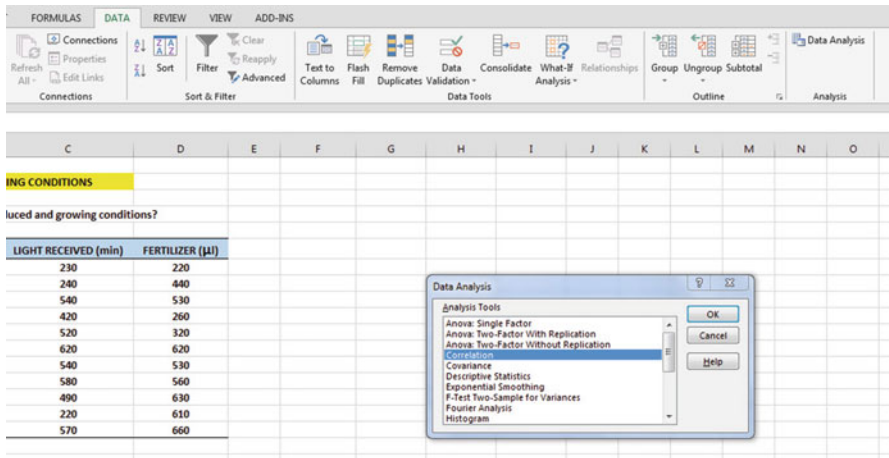 FORMULAS DATA REVIEW VIEW ADD-INS
Connections
Properties
Edit Links
Refresh
All
Connections
Sort
Filter
Clear
Reapply
Advanced
Sort & Filter
Text to
Columns
Flash
Fill
Remove
Duplicates
Data
Validation
Consolidate
What-If
Analysis
Relationships
Data Tools
Group
Ungroup
Subtotal
Outline
Data Analysis
Analysis
C D E F G H I J K L M N O
ING CONDITIONS
luced and growing conditions?
LIGHT RECEIVED (min) FERTILIZER (µl)
230 220
240 440
540 530
420 260
520 320
620 620
540 530
580 560
490 630
220 610
570 660
Data Analysis
Analysis Tools
Anova: Single Factor
Anova: Two-Factor With Replication
Anova: Two-Factor Without Replication
Correlation
Covariance
Descriptive Statistics
Exponential Smoothing
F-Test Two-Sample for Variances
Fourier Analysis
Histogram
OK
Cancel
Help